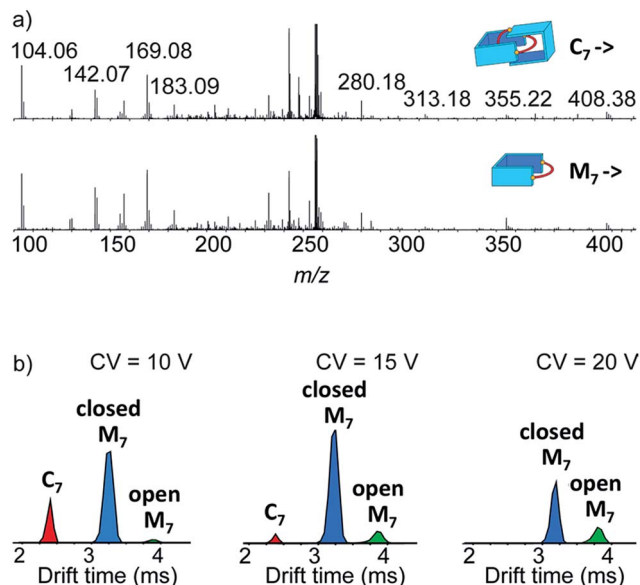 a)
104.06
142.07
169.08
183.09
280.18
313.18
355.22
408.38
C₇ ->
M₇ ->
100 150 200 250 300 350 400
m/z
b)
CV = 10 V CV = 15 V CV = 20 V
C₇
closed
M₇
open
M₇
C₇
closed
M₇
open
M₇
closed
M₇
open
M₇
2 3 4 2 3 4 2 3 4
Drift time (ms) Drift time (ms) Drift time (ms)